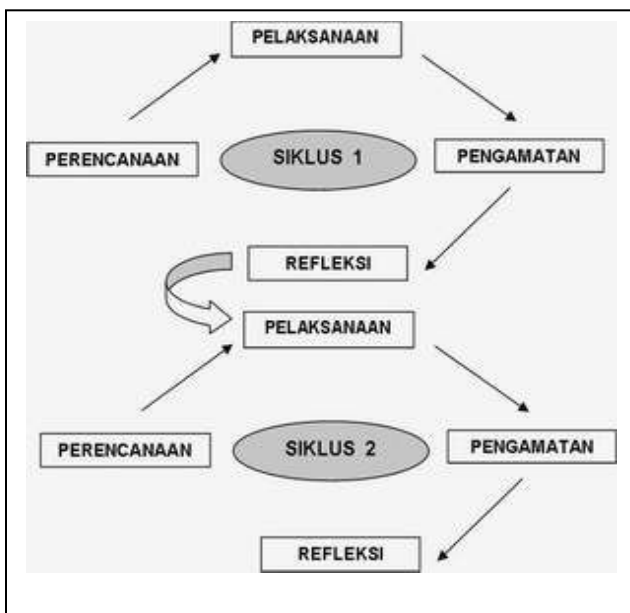 PELAKSANAAN
PERENCANAAN
SIKLUS 1
PENGAMATAN
REFLEKSI
PELAKSANAAN
PERENCANAAN
SIKLUS 2
PENGAMATAN
REFLEKSI